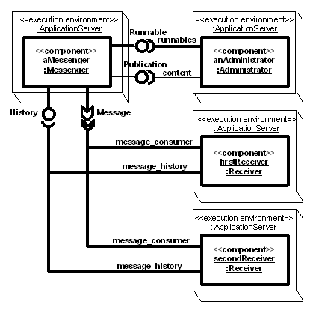 <<execution environment>>
:ApplicationServer
<<component>>
aMessenger
:Messenger
Runnable
runnables
Publication
content
<<execution environment>>
:ApplicationServer
<<component>>
anAdministrator
:Administrator
History
Message
<<execution environment>>
:ApplicationServer
message_consumer
<<component>>
firstReceiver
:Receiver
message_history
<<execution environment>>
:ApplicationServer
message_consumer
<<component>>
secondReceiver
:Receiver
message_history